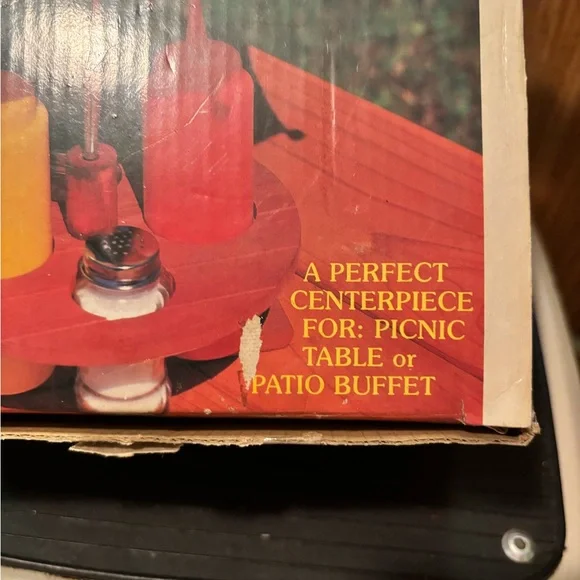 A PERFECT
CENTERPIECE
FOR: PICNIC
TABLE or
PATIO BUFFET